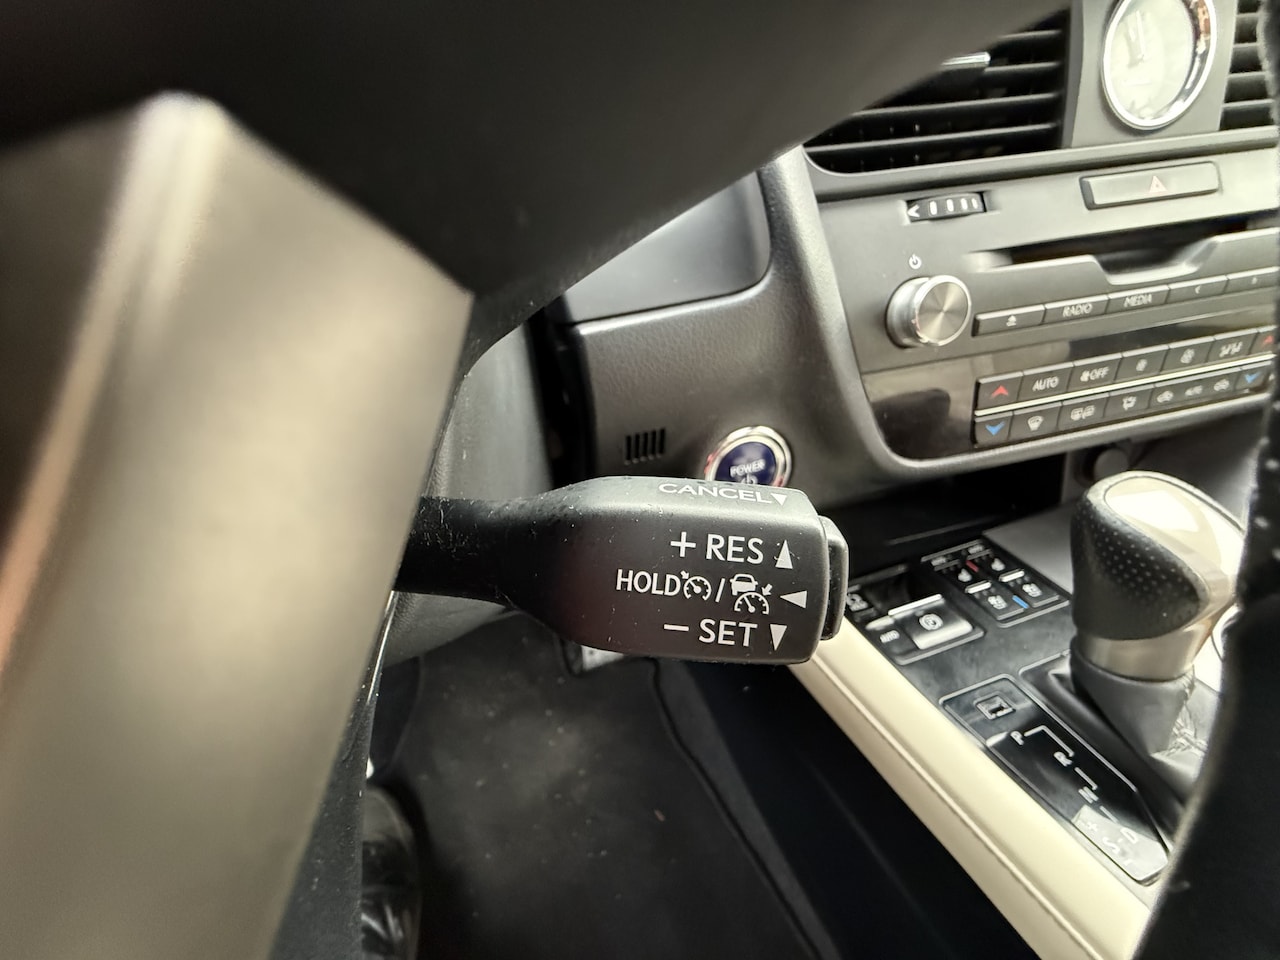 RADIO
MEDIA
AUTO
OFF
POWER
CANCEL▼
+ RES ▲
HOLD / ◀
− SET ▼
P
R
N
D
S